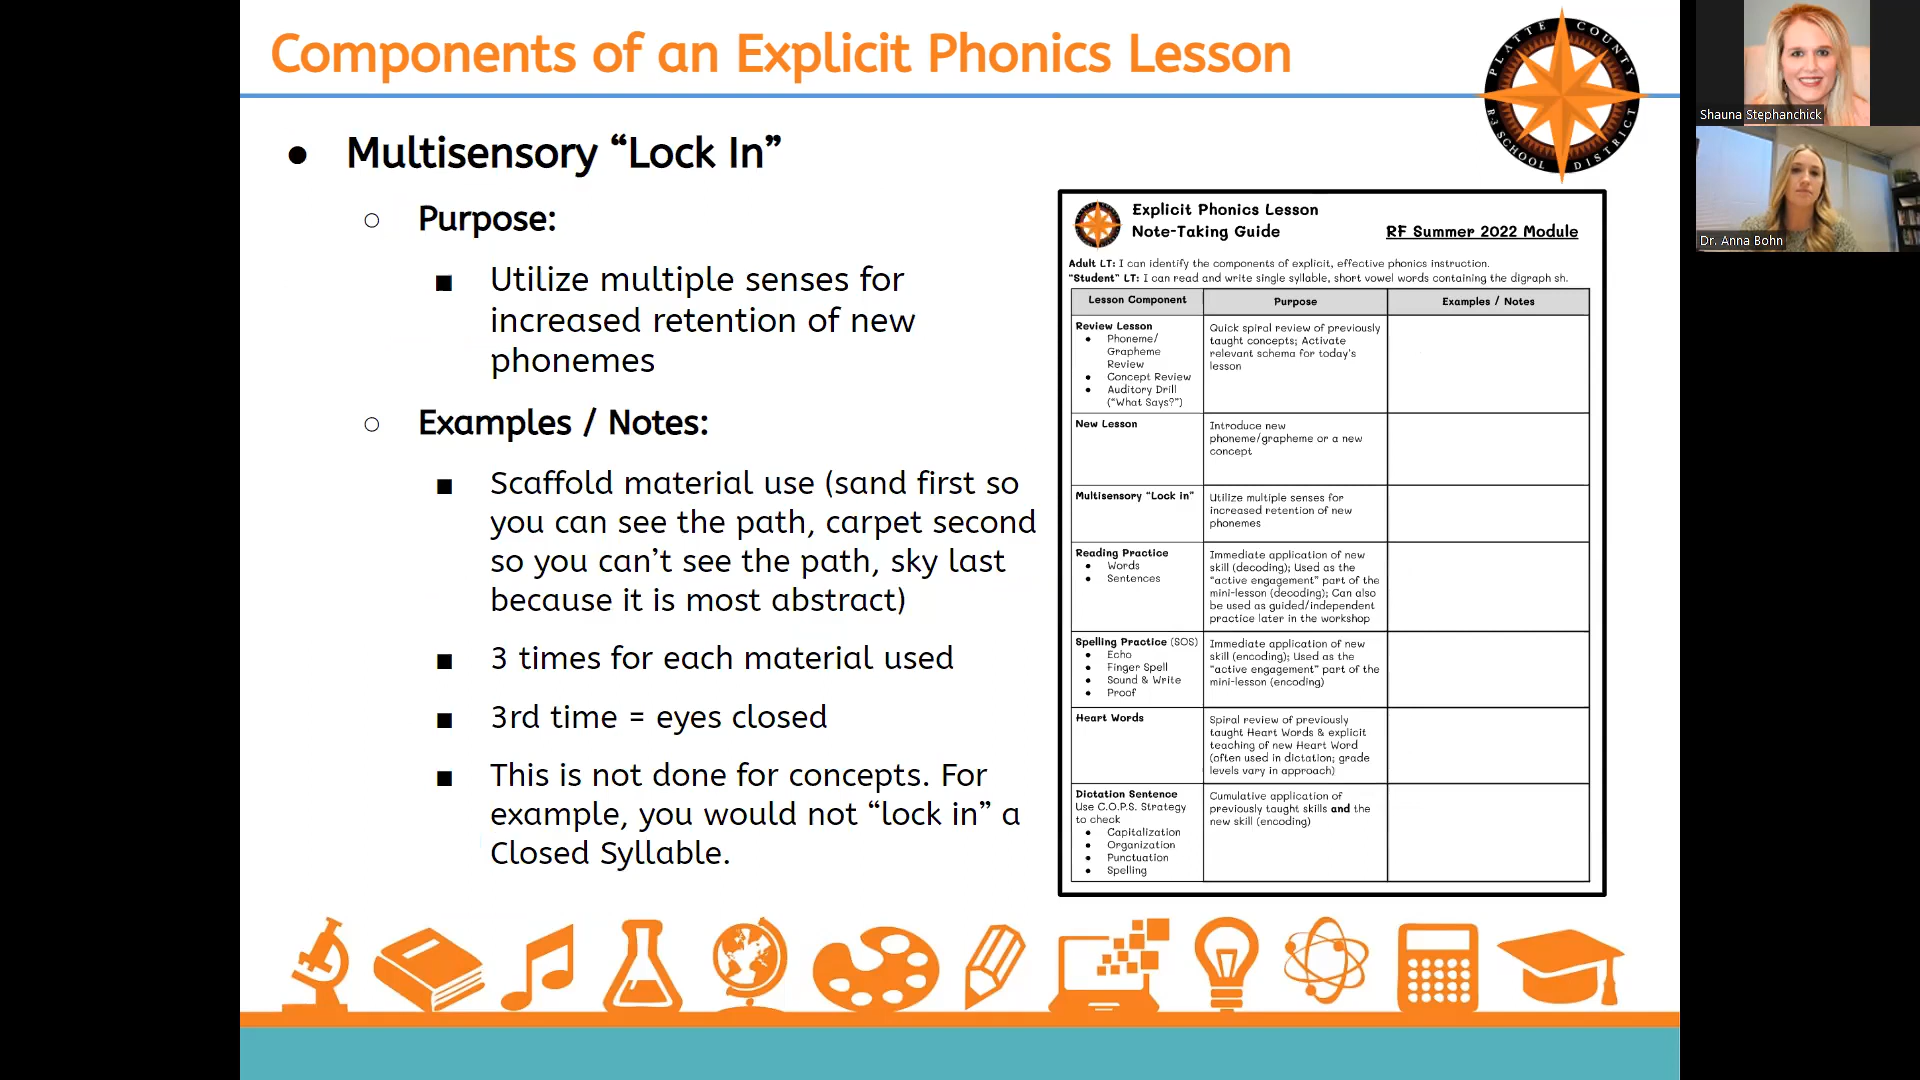 Components of an Explicit Phonics Lesson
PLATTE COUNTY
R3 SCHOOL DISTRICT
Shauna Stephanchick
Dr. Anna Bohn
● Multisensory “Lock In”
○ Purpose:
■ Utilize multiple senses for
increased retention of new
phonemes
○ Examples / Notes:
■ Scaffold material use (sand first so
you can see the path, carpet second
so you can’t see the path, sky last
because it is most abstract)
■ 3 times for each material used
■ 3rd time = eyes closed
■ This is not done for concepts. For
example, you would not “lock in” a
Closed Syllable.
Explicit Phonics Lesson
Note-Taking Guide
RF Summer 2022 Module
Adult LT: I can identify the components of explicit, effective phonics instruction.
“Student” LT: I can read and write single syllable, short vowel words containing the digraph sh.
Lesson Component
Purpose
Examples / Notes
Review Lesson
● Phoneme/
Grapheme
Review
● Concept Review
● Auditory Drill
(“What Says?”)
Quick spiral review of previously
taught concepts; Activate
relevant schema for today’s
lesson
New Lesson
Introduce new
phoneme/grapheme or a new
concept
Multisensory “Lock in”
Utilize multiple senses for
increased retention of new
phonemes
Reading Practice
● Words
● Sentences
Immediate application of new
skill (decoding); Used as the
“active engagement” part of the
mini-lesson (decoding); Can also
be used as guided/independent
practice later in the workshop
Spelling Practice (SOS)
● Echo
● Finger Spell
● Sound & Write
● Proof
Immediate application of new
skill (encoding); Used as the
“active engagement” part of the
mini-lesson (encoding)
Heart Words
Spiral review of previously
taught Heart Words & explicit
teaching of new Heart Word
(often used in dictation; grade
levels vary in approach)
Dictation Sentence
Use C.O.P.S. Strategy
to check
● Capitalization
● Organization
● Punctuation
● Spelling
Cumulative application of
previously taught skills and the
new skill (encoding)